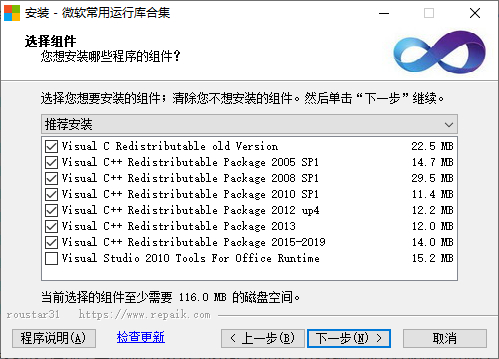 安装 - 微软常用运行库合集
选择组件
您想安装哪些程序的组件？
选择您想要安装的组件；清除您不想安装的组件。然后单击“下一步”继续。
推荐安装
Visual C Redistributable old Version 22.5 MB
Visual C++ Redistributable Package 2005 SP1 14.7 MB
Visual C++ Redistributable Package 2008 SP1 29.5 MB
Visual C++ Redistributable Package 2010 SP1 11.4 MB
Visual C++ Redistributable Package 2012 up4 12.2 MB
Visual C++ Redistributable Package 2013 12.0 MB
Visual C++ Redistributable Package 2015-2019 14.0 MB
Visual Studio 2010 Tools For Office Runtime 15.2 MB
当前选择的组件至少需要 116.0 MB 的磁盘空间。
roustar31 https://www.repaik.com
程序说明(A) 检查更新 < 上一步(B) 下一步(N) > 取消